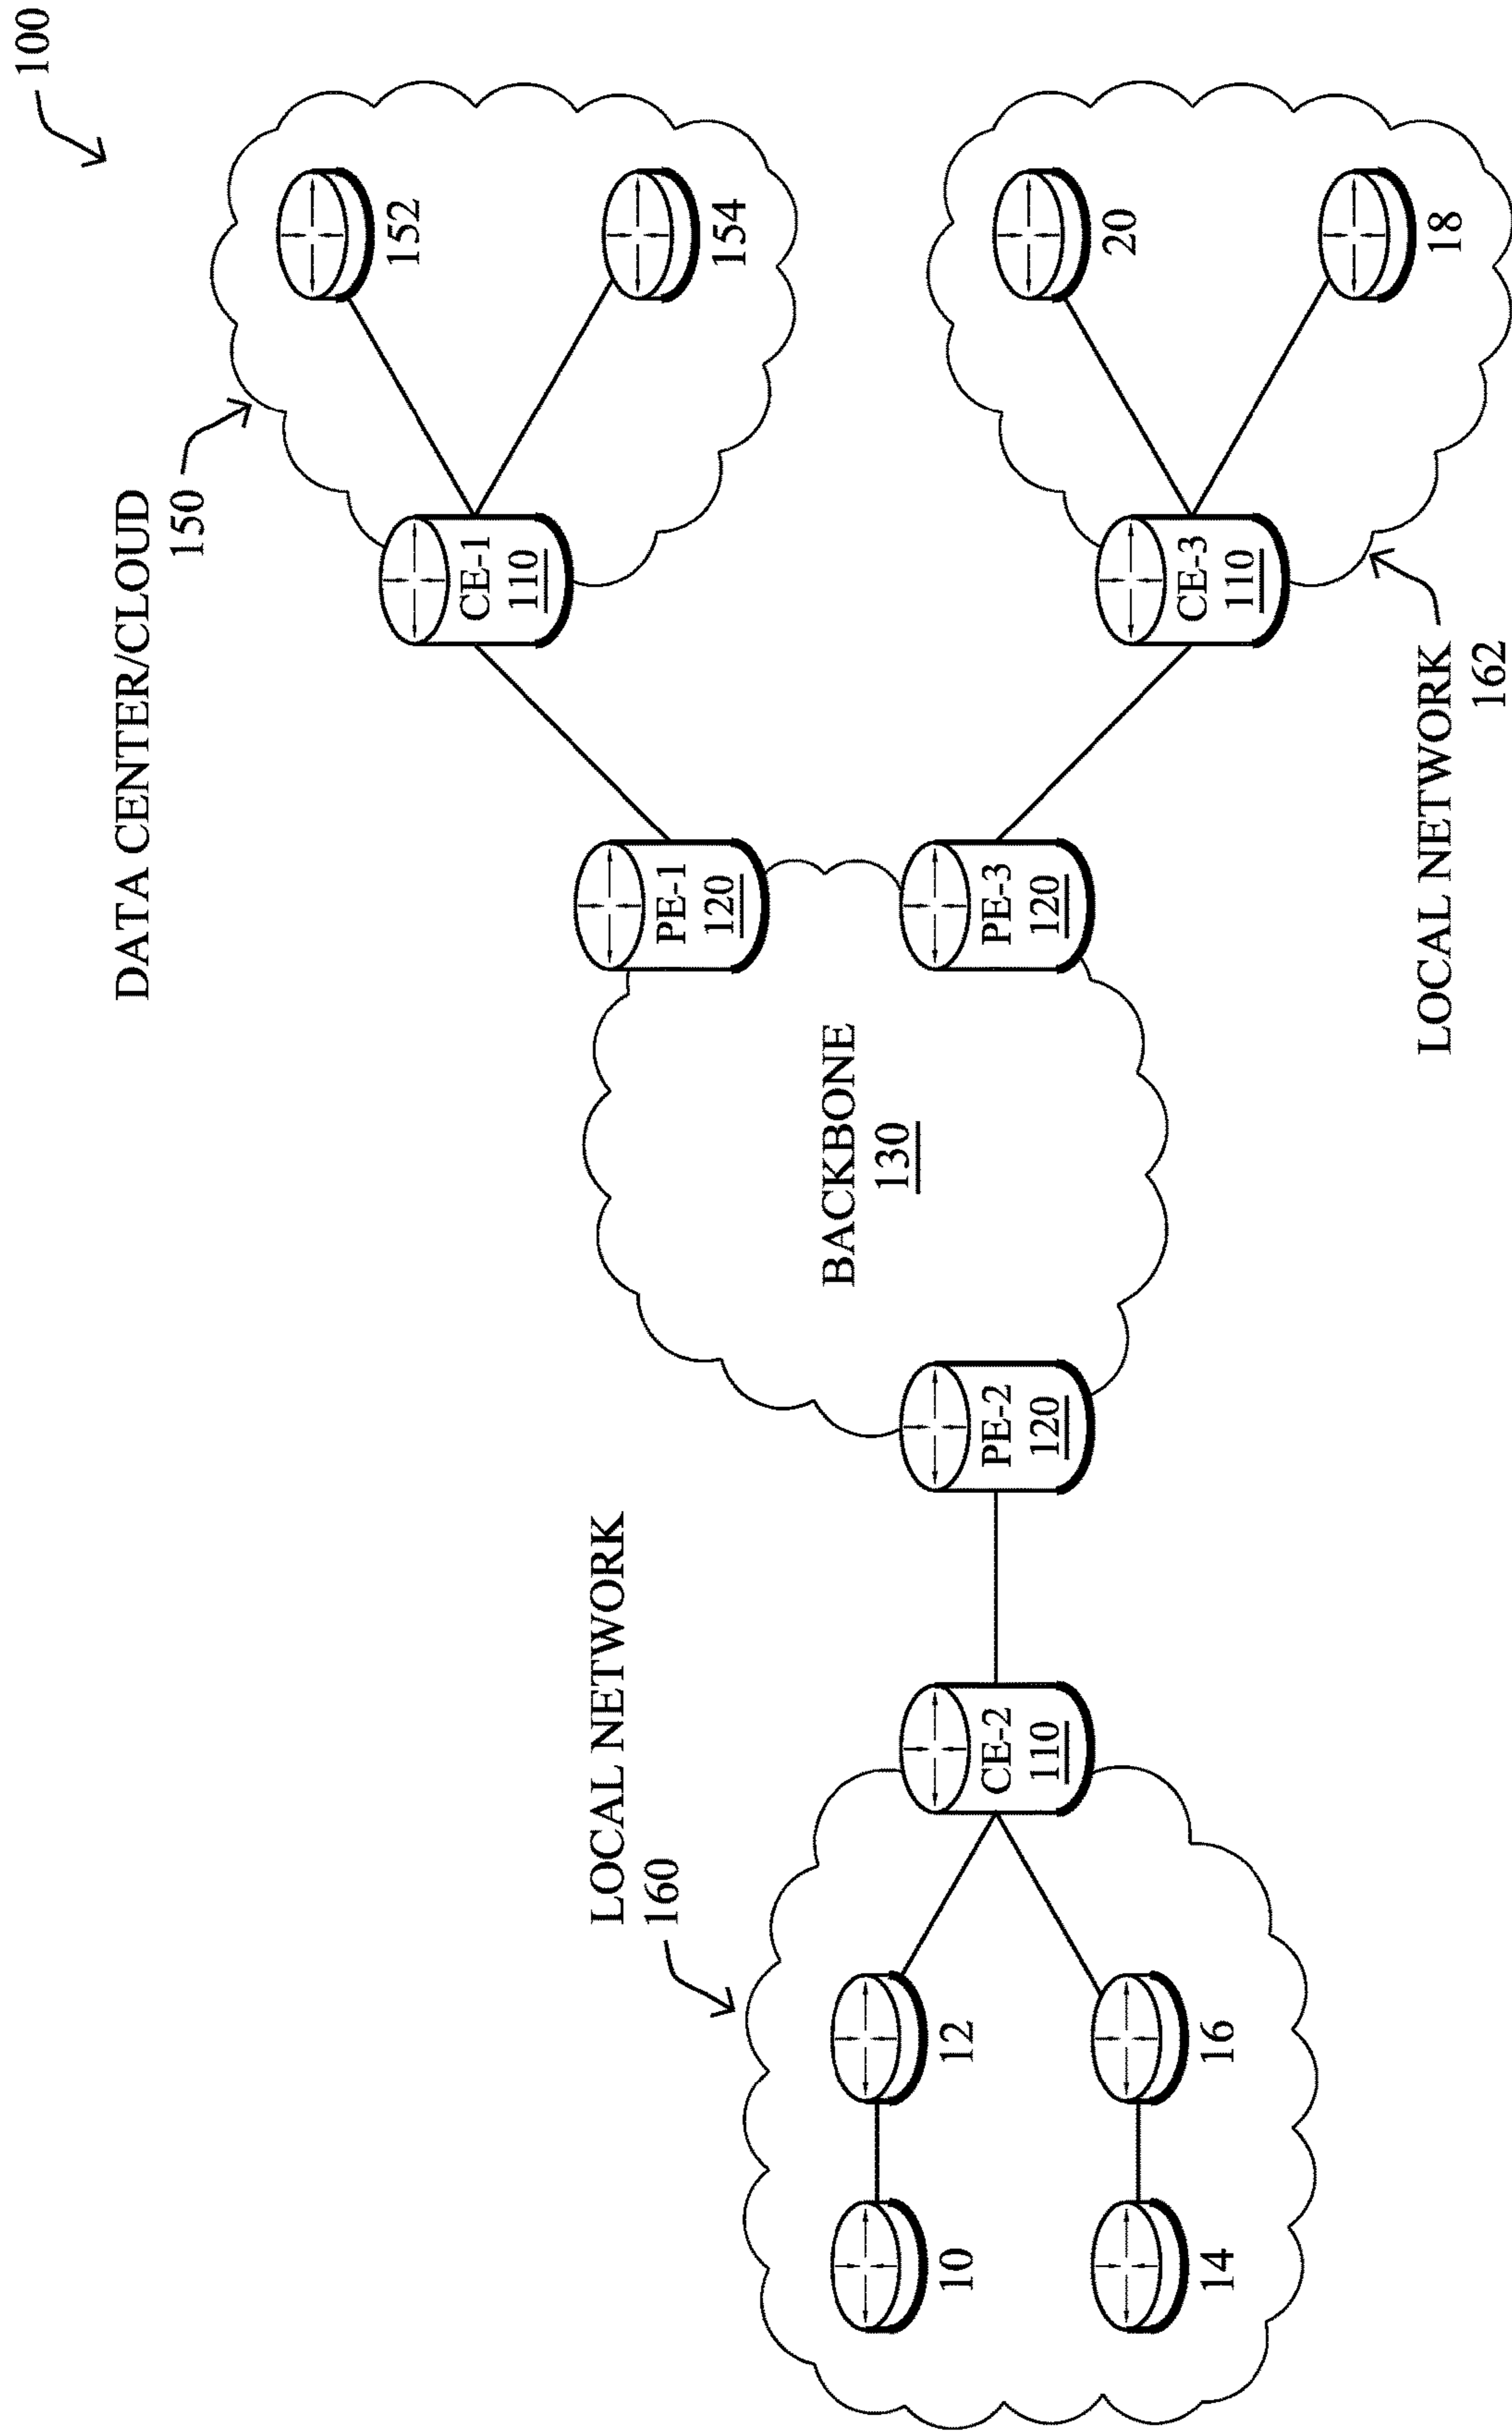 100
DATA CENTER/CLOUD
150
152
154
CE-1
110
PE-1
120
LOCAL NETWORK
160
BACKBONE
130
10
12
14
16
CE-2
110
PE-2
120
PE-3
120
CE-3
110
20
18
LOCAL NETWORK
162